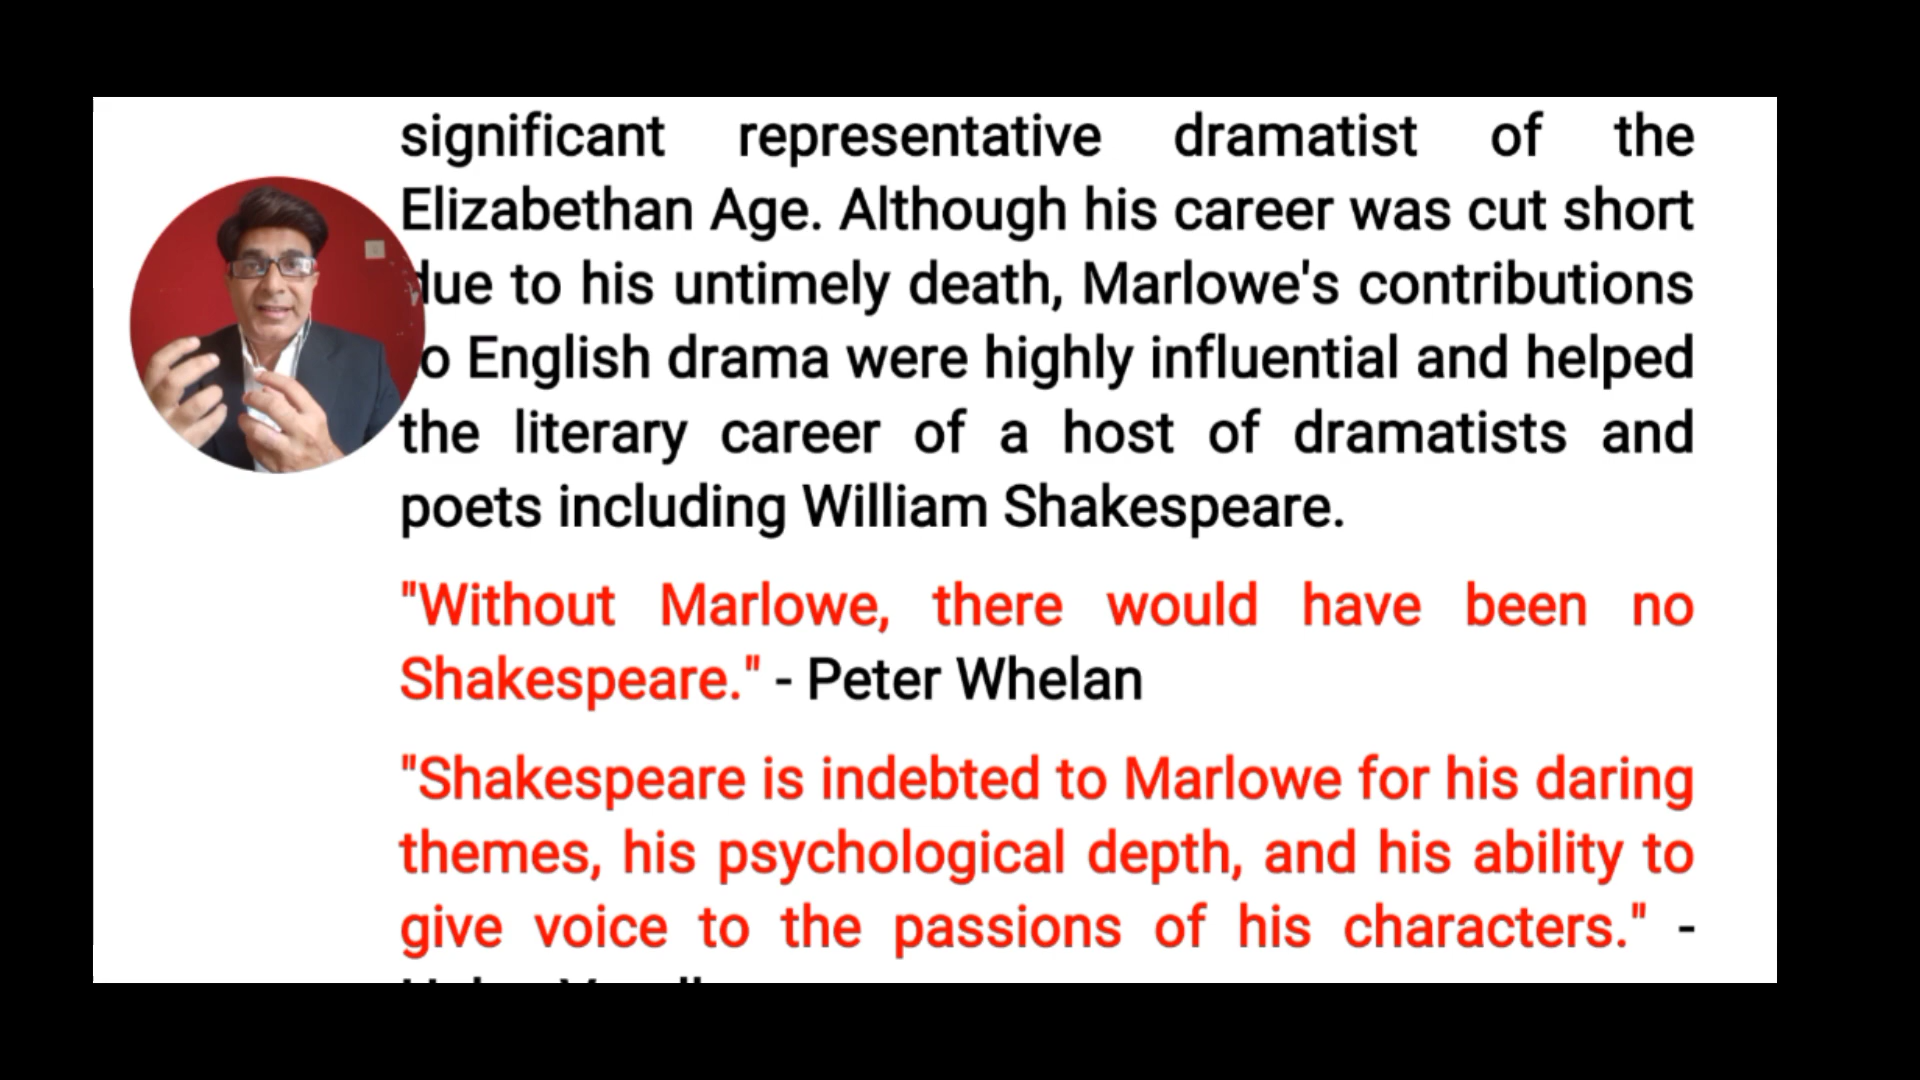 significant representative dramatist of the
Elizabethan Age. Although his career was cut short
due to his untimely death, Marlowe's contributions
to English drama were highly influential and helped
the literary career of a host of dramatists and
poets including William Shakespeare.
"Without Marlowe, there would have been no
Shakespeare." - Peter Whelan
"Shakespeare is indebted to Marlowe for his daring
themes, his psychological depth, and his ability to
give voice to the passions of his characters." -